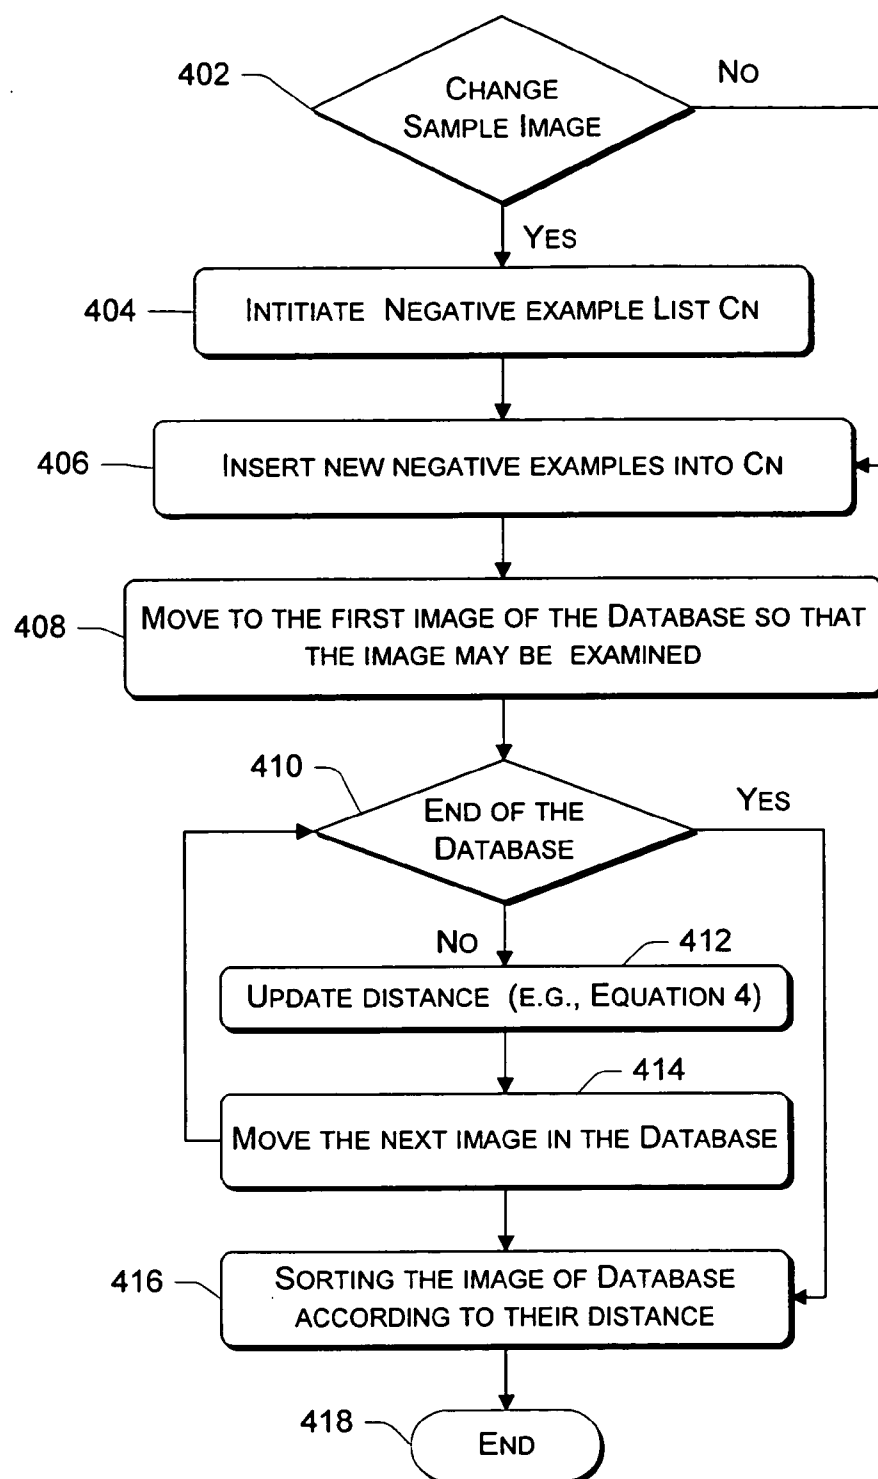 402
CHANGE
SAMPLE IMAGE
NO
YES
404
INTITIATE NEGATIVE EXAMPLE LIST CN
406
INSERT NEW NEGATIVE EXAMPLES INTO CN
408
MOVE TO THE FIRST IMAGE OF THE DATABASE SO THAT
THE IMAGE MAY BE EXAMINED
410
END OF THE
DATABASE
YES
NO
412
UPDATE DISTANCE (E.G., EQUATION 4)
414
MOVE THE NEXT IMAGE IN THE DATABASE
416
SORTING THE IMAGE OF DATABASE
ACCORDING TO THEIR DISTANCE
418
END